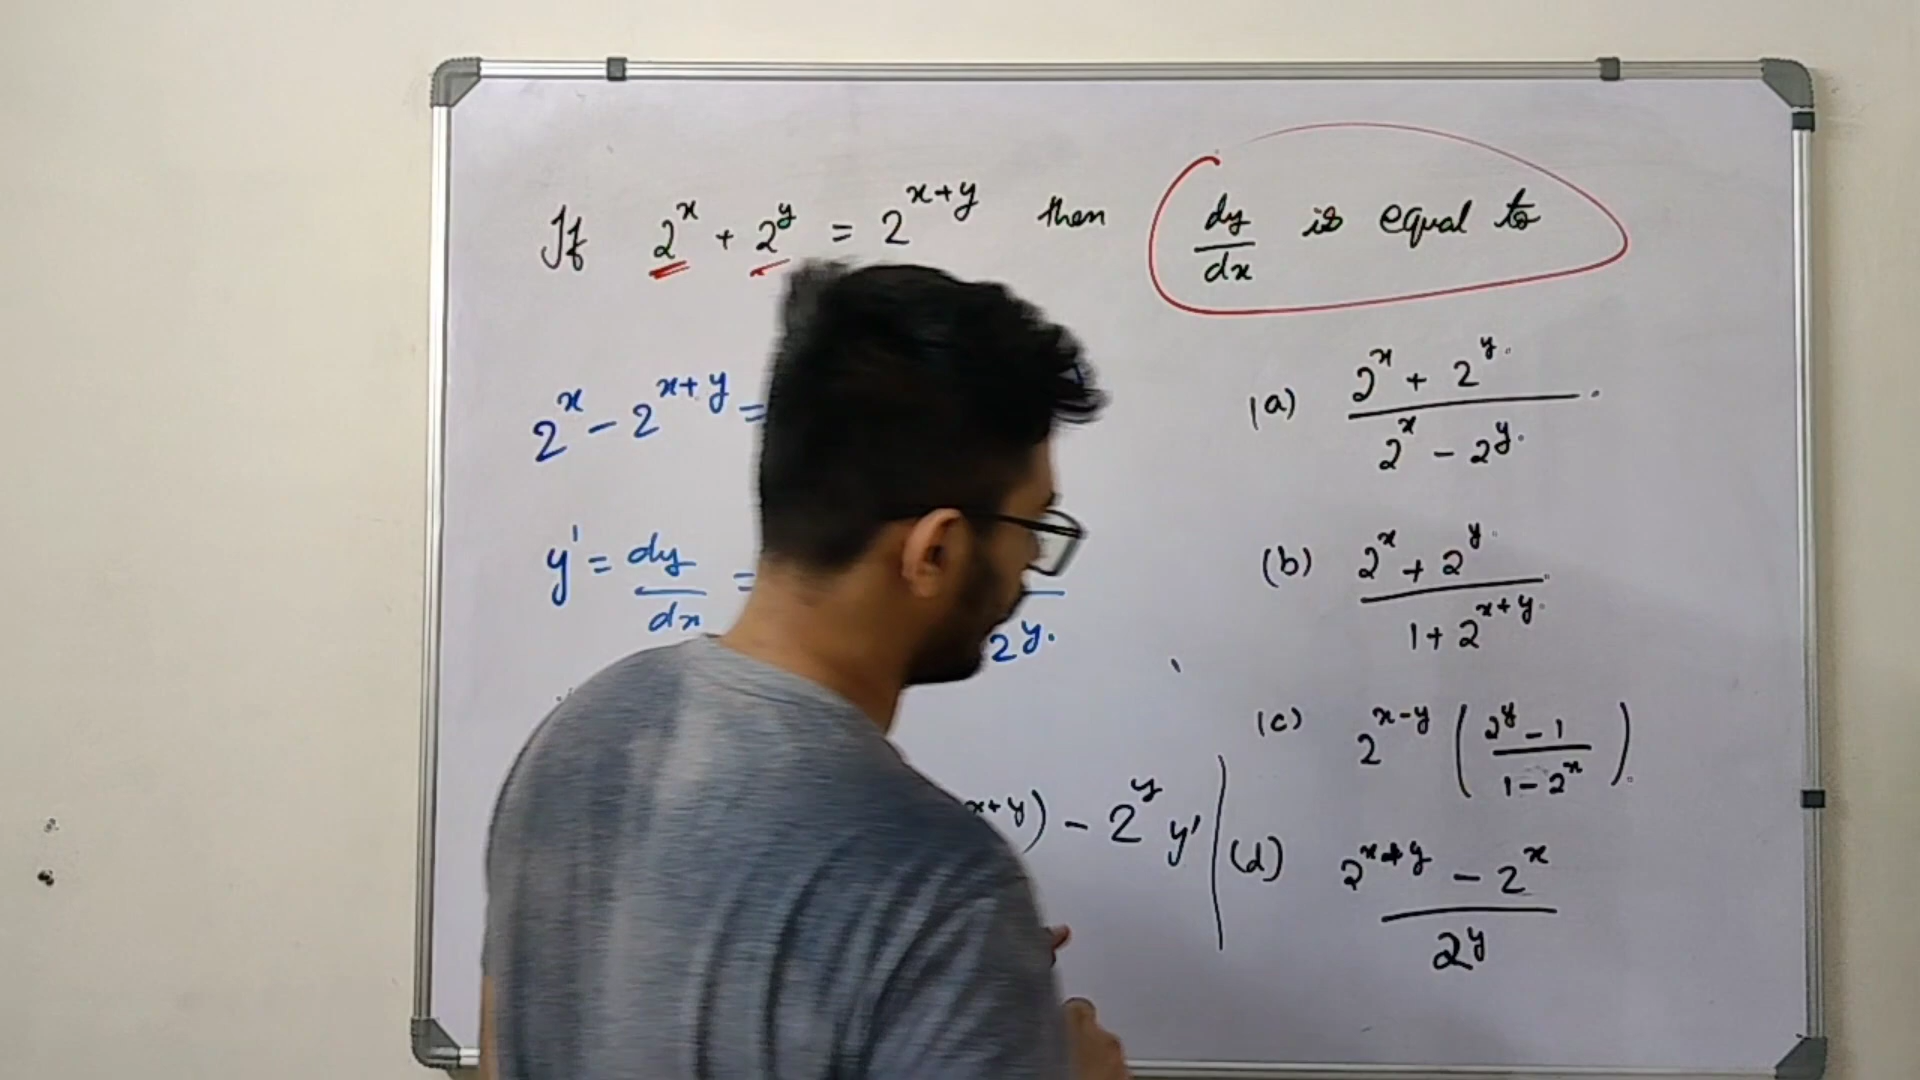 If 2^x + 2^y = 2^(x+y) then dy/dx is equal to
2^x - 2^(x+y) =
y' = dy/dx =
2^y.
x+y) - 2^y y'
(a) (2^x + 2^y)/(2^x - 2^y)
(b) (2^x + 2^y)/(1 + 2^(x+y))
(c) 2^(x-y) ((2^y - 1)/(1 - 2^x))
(d) (2^(x+y) - 2^x)/2^y